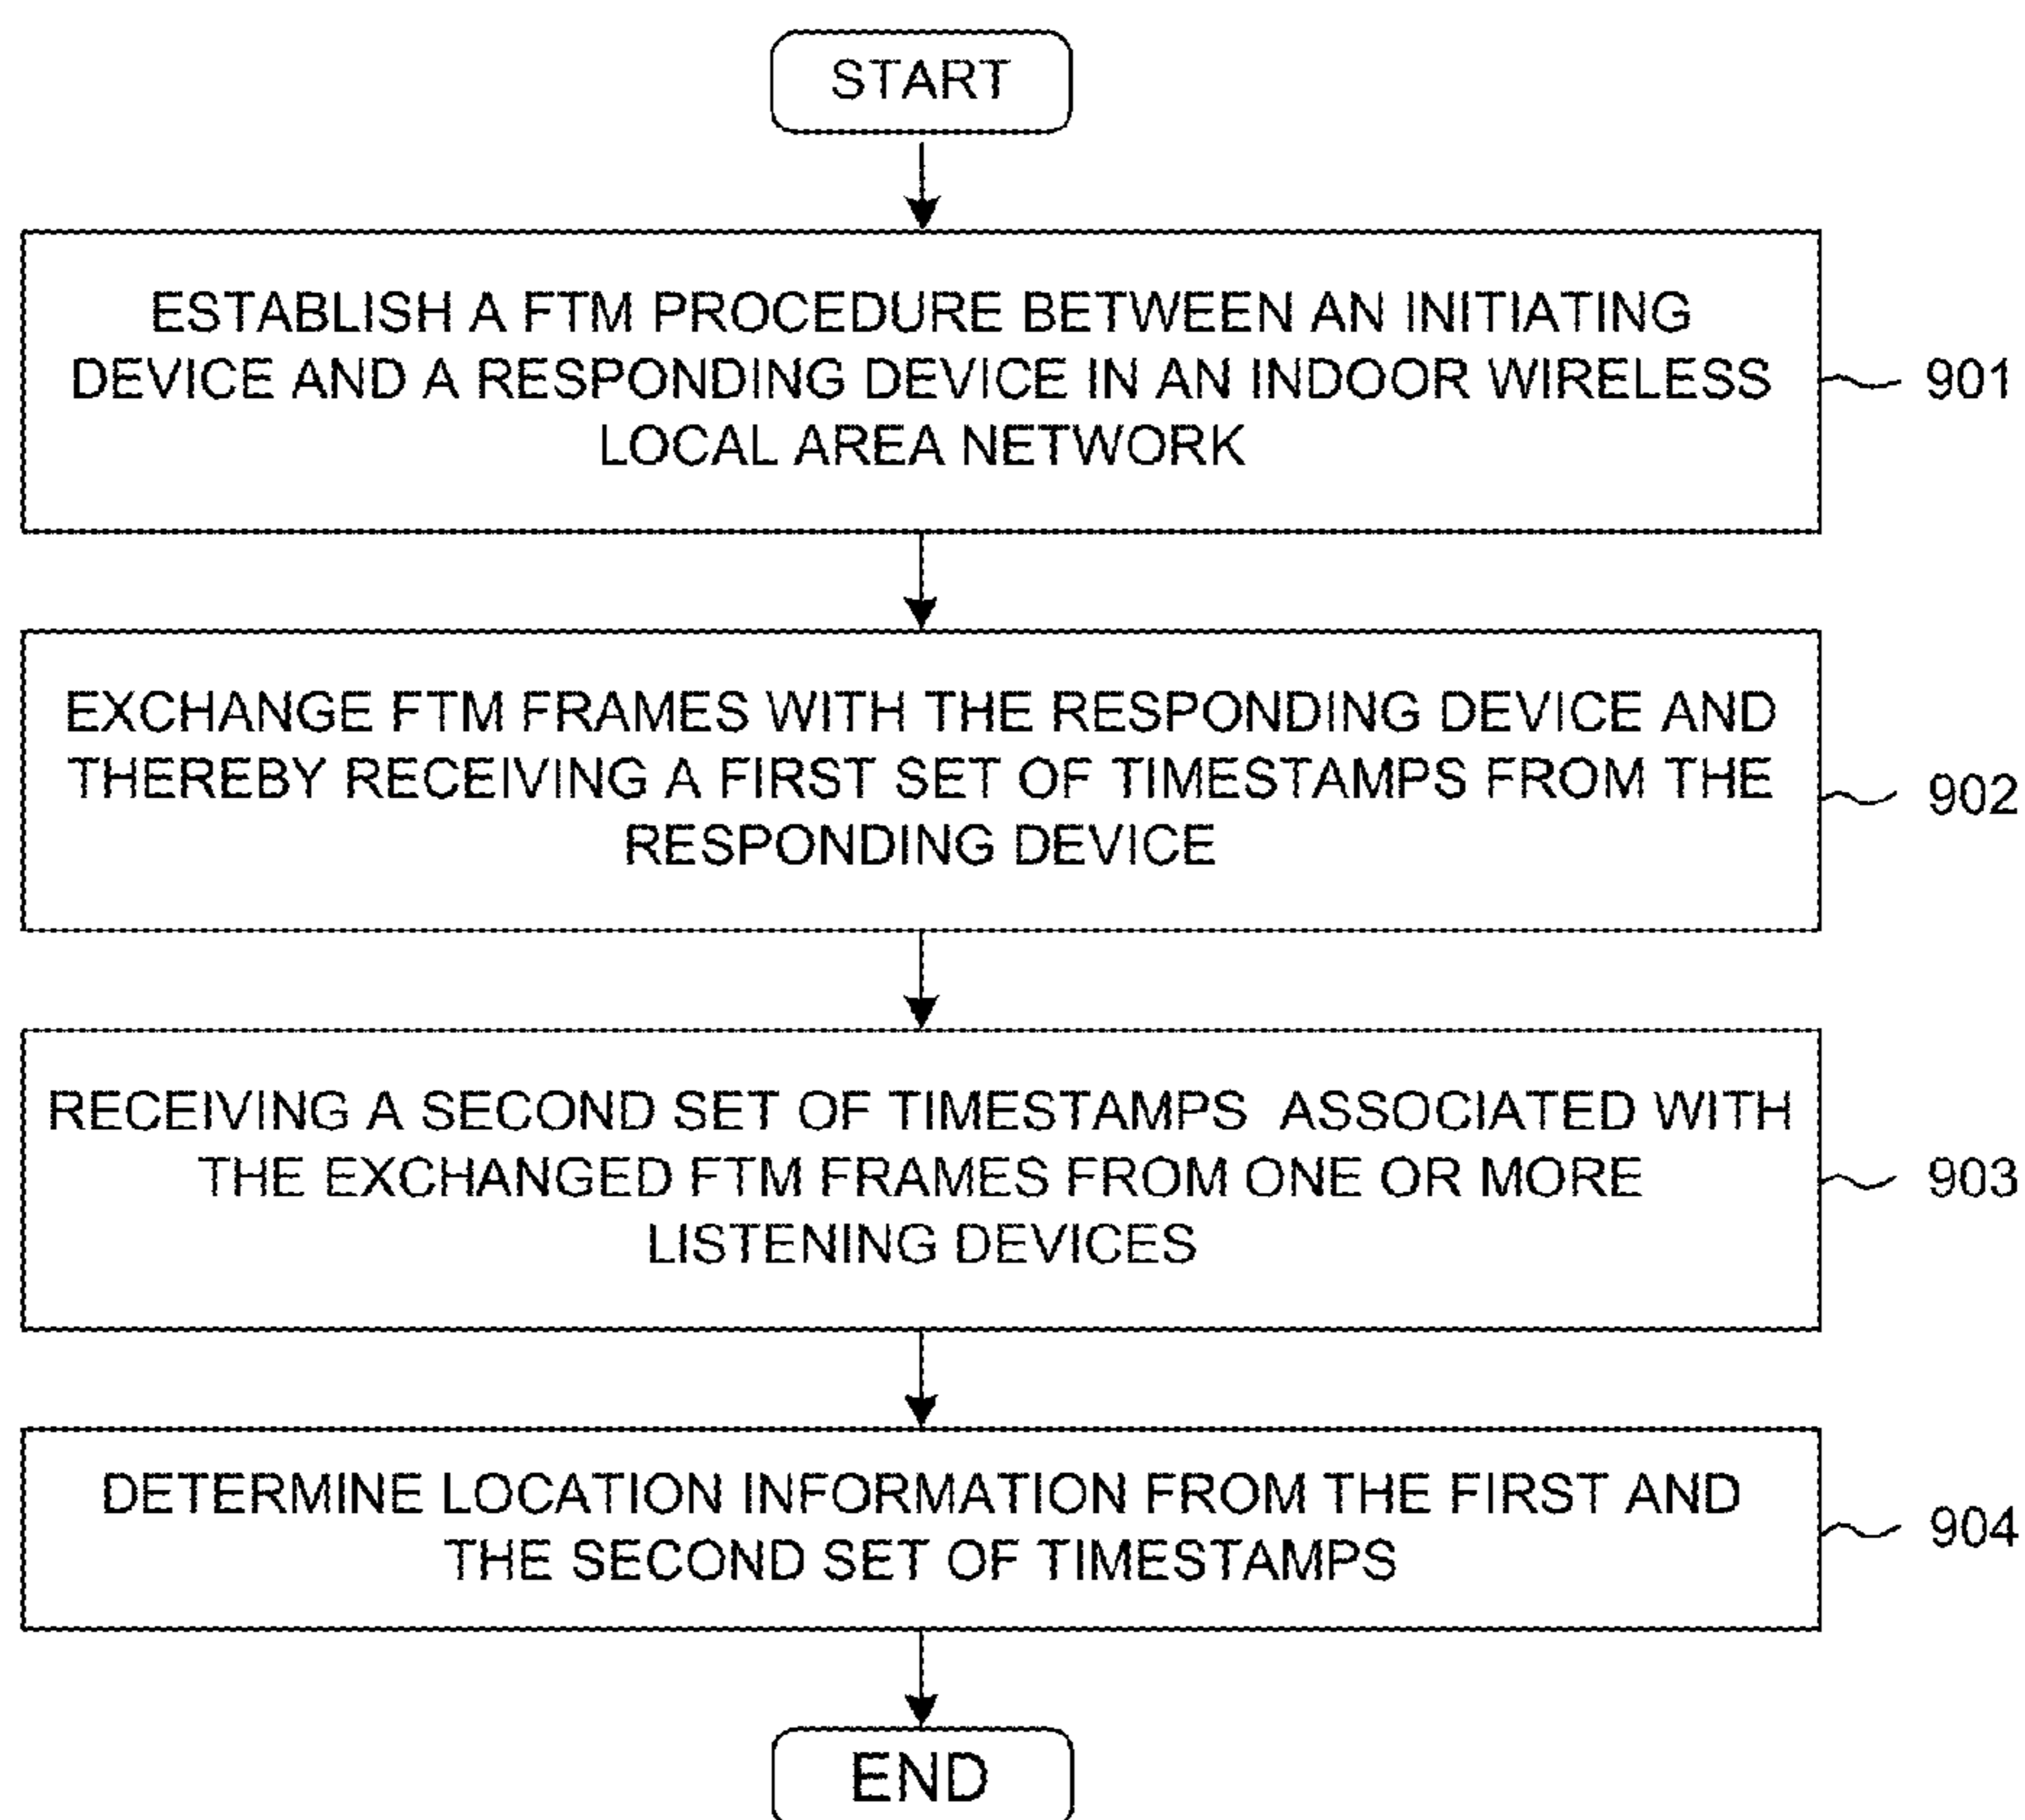 START
ESTABLISH A FTM PROCEDURE BETWEEN AN INITIATING
DEVICE AND A RESPONDING DEVICE IN AN INDOOR WIRELESS
LOCAL AREA NETWORK
901
EXCHANGE FTM FRAMES WITH THE RESPONDING DEVICE AND
THEREBY RECEIVING A FIRST SET OF TIMESTAMPS FROM THE
RESPONDING DEVICE
902
RECEIVING A SECOND SET OF TIMESTAMPS ASSOCIATED WITH
THE EXCHANGED FTM FRAMES FROM ONE OR MORE
LISTENING DEVICES
903
DETERMINE LOCATION INFORMATION FROM THE FIRST AND
THE SECOND SET OF TIMESTAMPS
904
END